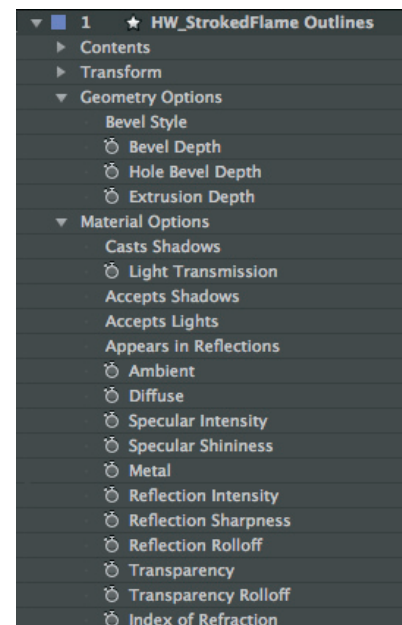 1 ★ HW_StrokedFlame Outlines
Contents
Transform
Geometry Options
Bevel Style
Bevel Depth
Hole Bevel Depth
Extrusion Depth
Material Options
Casts Shadows
Light Transmission
Accepts Shadows
Accepts Lights
Appears in Reflections
Ambient
Diffuse
Specular Intensity
Specular Shininess
Metal
Reflection Intensity
Reflection Sharpness
Reflection Rolloff
Transparency
Transparency Rolloff
Index of Refraction